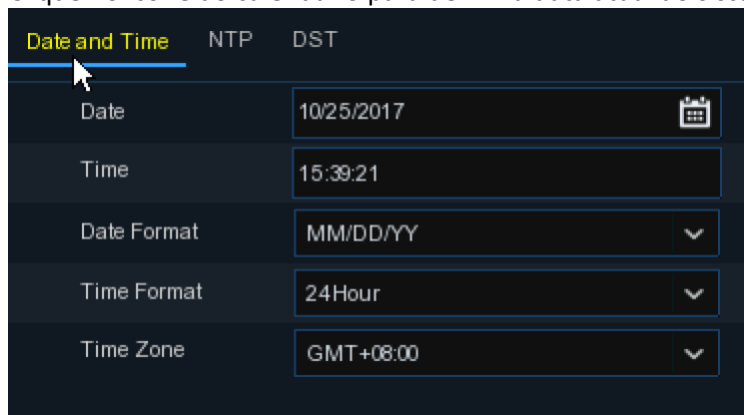 Date and Time NTP DST
Date 10/25/2017
Time 15:39:21
Date Format MM/DD/YY
Time Format 24Hour
Time Zone GMT+08:00